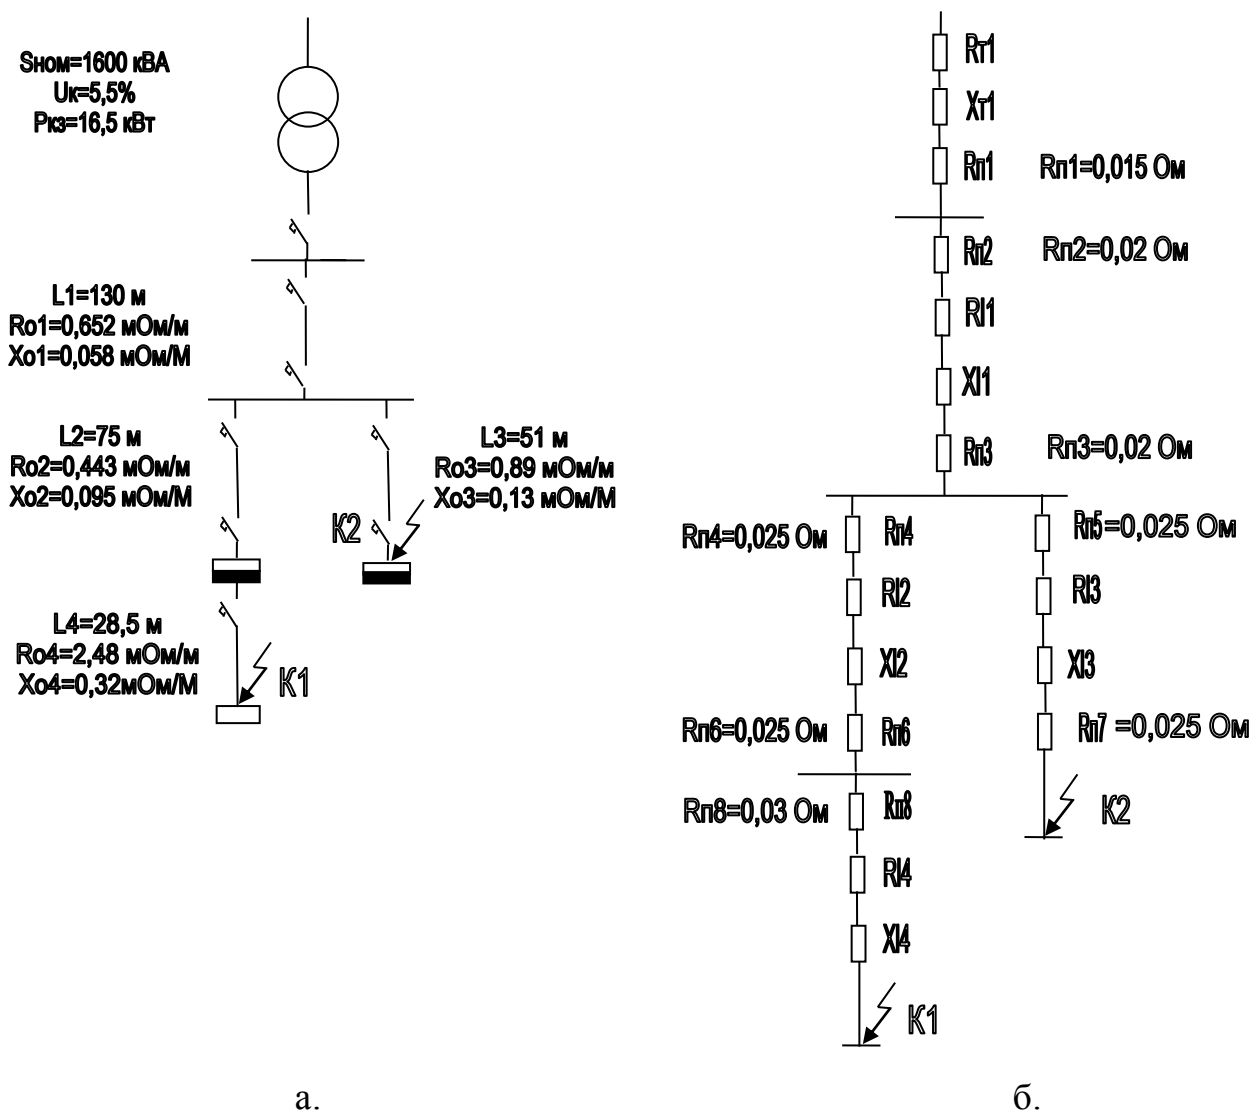 Sном=1600 кВА
Uк=5,5%
Ркз=16,5 кВт
L1=130 м
Ro1=0,652 мОм/м
Xo1=0,058 мОм/М
L2=75 м
Ro2=0,443 мОм/м
Xo2=0,095 мОм/М
L3=51 м
Ro3=0,89 мОм/м
Xo3=0,13 мОм/М
К2
L4=28,5 м
Ro4=2,48 мОм/м
Xo4=0,32мОм/М
К1
а.
Rт1
Xт1
Rп1
Rп1=0,015 Ом
Rп2
Rп2=0,02 Ом
Rl1
Xl1
Rп3
Rп3=0,02 Ом
Rп4=0,025 Ом
Rп4
Rп5=0,025 Ом
Rl2
Rl3
Xl2
Xl3
Rп6=0,025 Ом
Rп6
Rп7 =0,025 Ом
Rп8=0,03 Ом
Rп8
К2
Rl4
Xl4
К1
б.